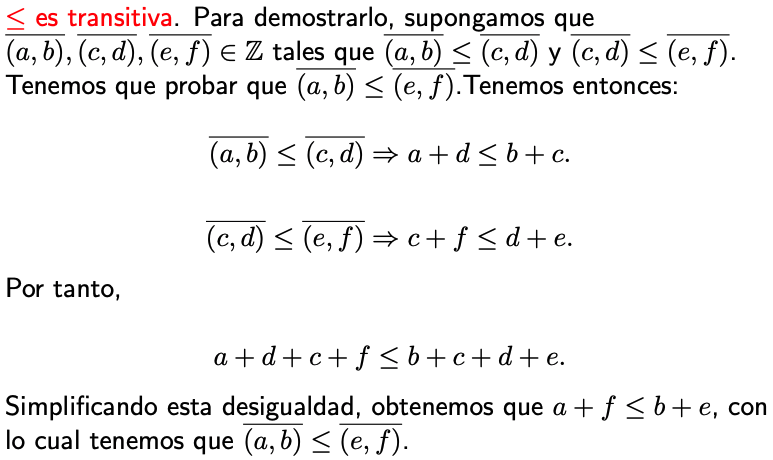 ≤ es transitiva. Para demostrarlo, supongamos que
$\overline{(a,b)}, \overline{(c,d)}, \overline{(e,f)} \in \mathbb{Z}$ tales que $\overline{(a,b)} \leq \overline{(c,d)}$ y $\overline{(c,d)} \leq \overline{(e,f)}$.
Tenemos que probar que $\overline{(a,b)} \leq \overline{(e,f)}$.Tenemos entonces:
$\overline{(a,b)} \leq \overline{(c,d)} \Rightarrow a + d \leq b + c.$
$\overline{(c,d)} \leq \overline{(e,f)} \Rightarrow c + f \leq d + e.$
Por tanto,
$a + d + c + f \leq b + c + d + e.$
Simplificando esta desigualdad, obtenemos que $a + f \leq b + e$, con
lo cual tenemos que $\overline{(a,b)} \leq \overline{(e,f)}$.